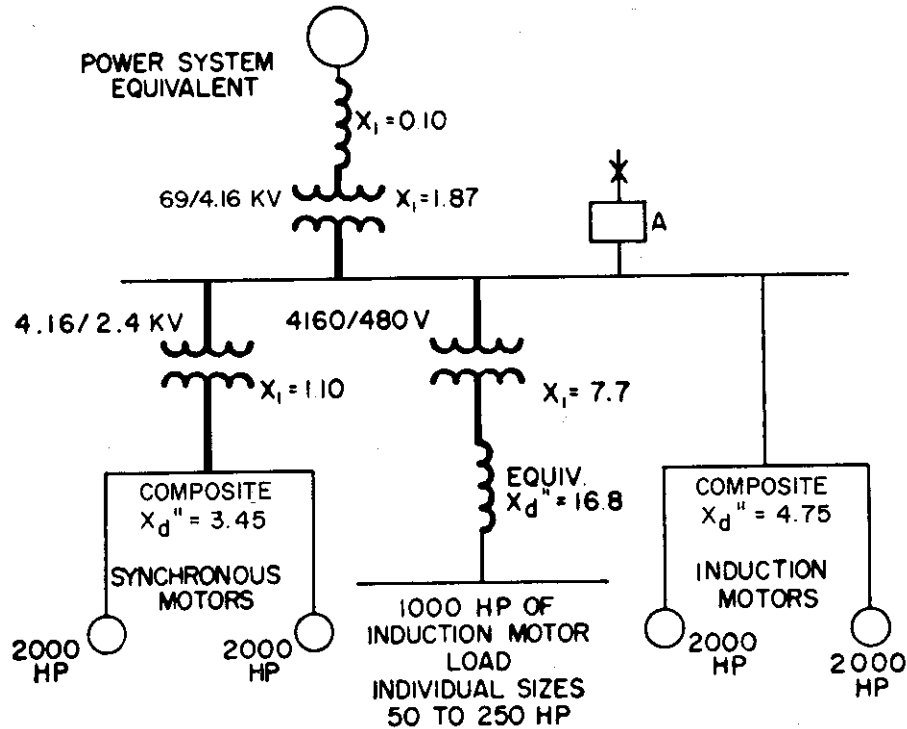 POWER SYSTEM
EQUIVALENT
X₁ = 0.10
69/4.16 KV
X₁ = 1.87
A
4.16/2.4 KV
X₁ = 1.10
4160/480 V
X₁ = 7.7
COMPOSITE
Xd" = 3.45
SYNCHRONOUS
MOTORS
2000
HP
2000
HP
EQUIV.
Xd" = 16.8
1000 HP OF
INDUCTION MOTOR
LOAD
INDIVIDUAL SIZES
50 TO 250 HP
COMPOSITE
Xd" = 4.75
INDUCTION
MOTORS
2000
HP
2000
HP